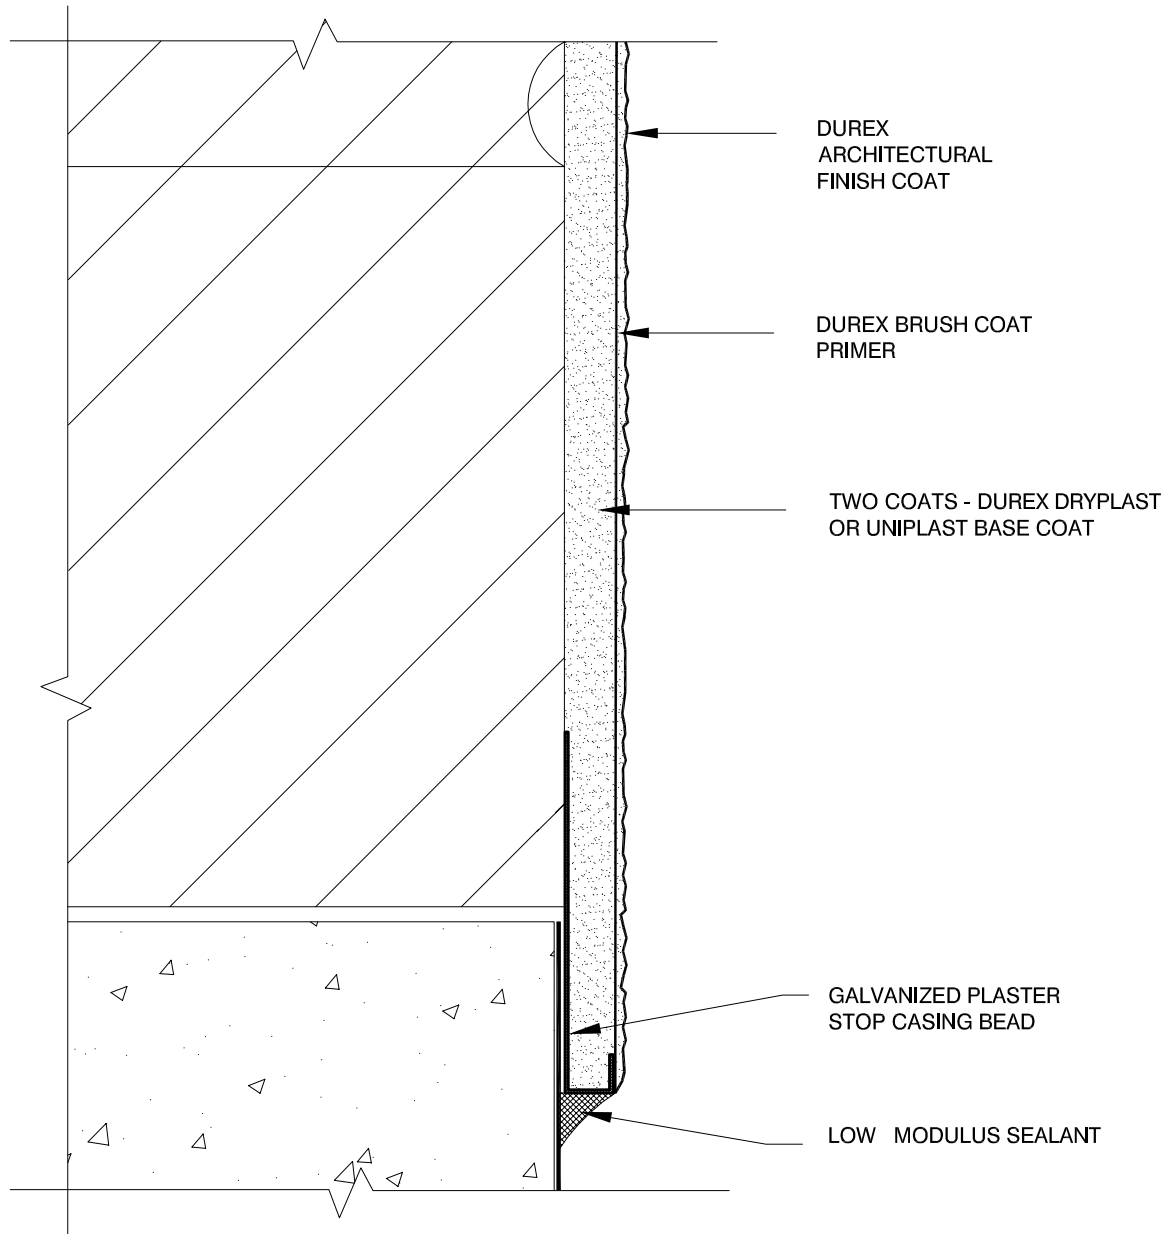 DUREX
ARCHITECTURAL
FINISH COAT
DUREX BRUSH COAT
PRIMER
TWO COATS - DUREX DRYPLAST
OR UNIPLAST BASE COAT
GALVANIZED PLASTER
STOP CASING BEAD
LOW MODULUS SEALANT